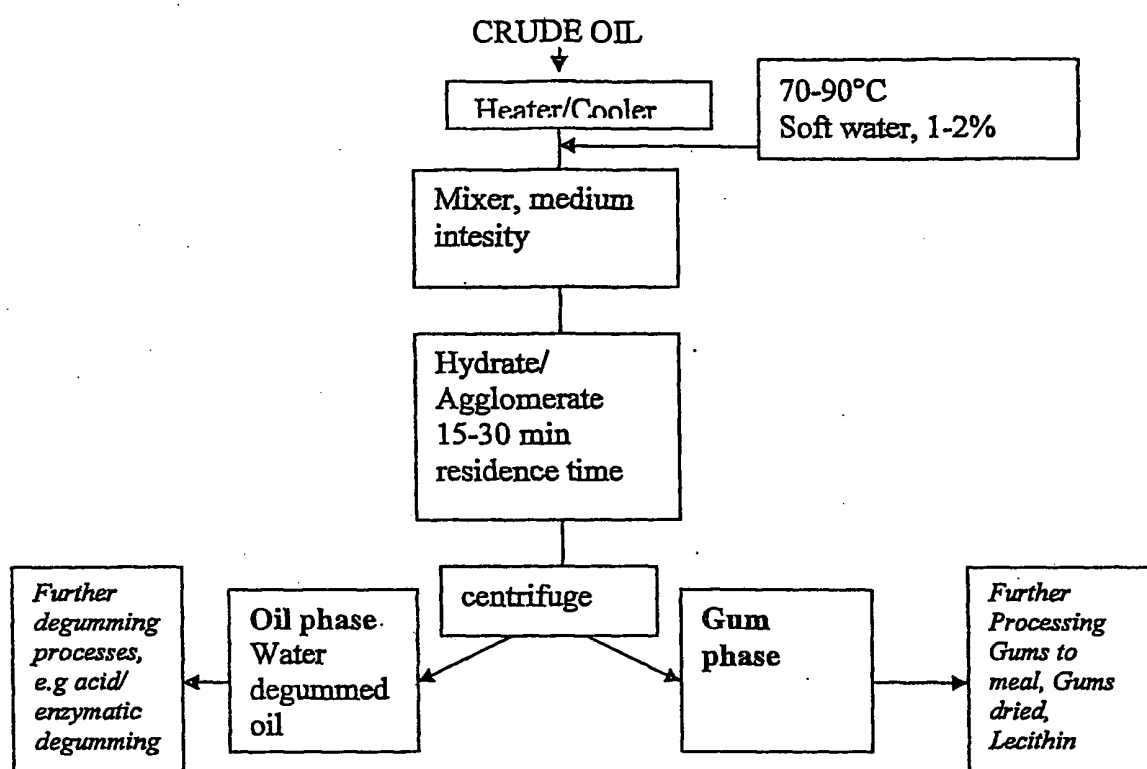 CRUDE OIL
Heater/Cooler
70-90°C
Soft water, 1-2%
Mixer, medium
intesity
Hydrate/
Agglomerate
15-30 min
residence time
centrifuge
Further
degumming
processes,
e.g acid/
enzymatic
degumming
Oil phase
Water
degummed
oil
Gum
phase
Further
Processing
Gums to
meal, Gums
dried,
Lecithin